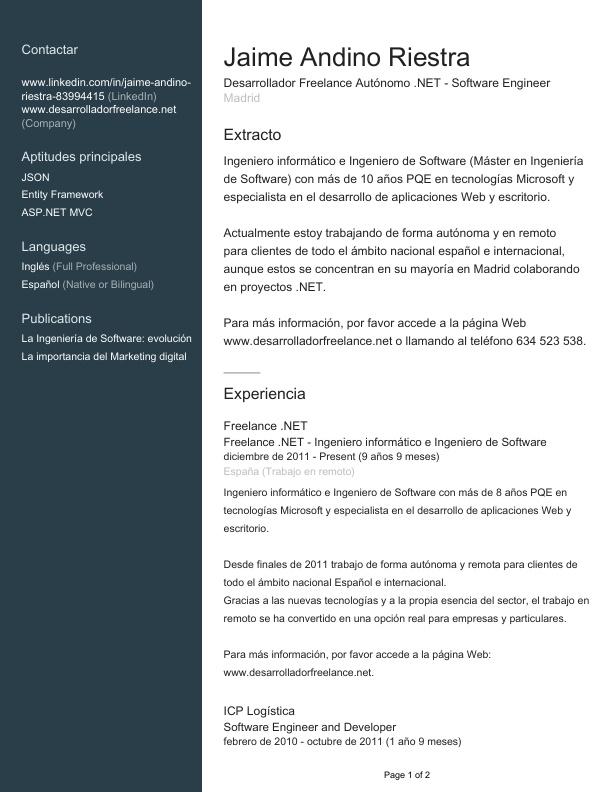 Contactar
www.linkedin.com/in/jaime-andino-
riestra-83994415 (LinkedIn)
www.desarrolladorfreelance.net
(Company)
Aptitudes principales
JSON
Entity Framework
ASP.NET MVC
Languages
Inglés (Full Professional)
Español (Native or Bilingual)
Publications
La Ingeniería de Software: evolución
La importancia del Marketing digital
Jaime Andino Riestra
Desarrollador Freelance Autónomo .NET - Software Engineer
Madrid
Extracto
Ingeniero informático e Ingeniero de Software (Máster en Ingeniería
de Software) con más de 10 años PQE en tecnologías Microsoft y
especialista en el desarrollo de aplicaciones Web y escritorio.
Actualmente estoy trabajando de forma autónoma y en remoto
para clientes de todo el ámbito nacional español e internacional,
aunque estos se concentran en su mayoría en Madrid colaborando
en proyectos .NET.
Para más información, por favor accede a la página Web
www.desarrolladorfreelance.net o llamando al teléfono 634 523 538.
Experiencia
Freelance .NET
Freelance .NET - Ingeniero informático e Ingeniero de Software
diciembre de 2011 - Present (9 años 9 meses)
España (Trabajo en remoto)
Ingeniero informático e Ingeniero de Software con más de 8 años PQE en
tecnologías Microsoft y especialista en el desarrollo de aplicaciones Web y
escritorio.
Desde finales de 2011 trabajo de forma autónoma y remota para clientes de
todo el ámbito nacional Español e internacional.
Gracias a las nuevas tecnologías y a la propia esencia del sector, el trabajo en
remoto se ha convertido en una opción real para empresas y particulares.
Para más información, por favor accede a la página Web:
www.desarrolladorfreelance.net.
ICP Logística
Software Engineer and Developer
febrero de 2010 - octubre de 2011 (1 año 9 meses)
Page 1 of 2